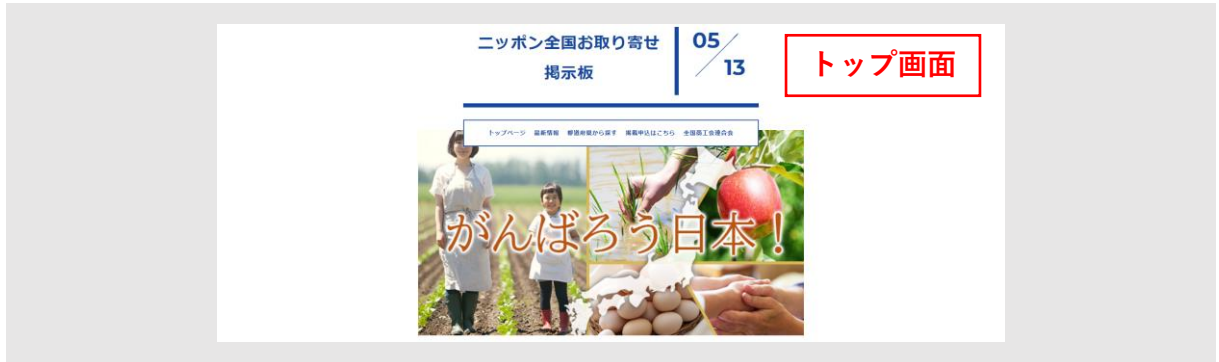 ニッポン全国お取り寄せ
掲示板
05/13
トップ画面
トップページ 最新情報 都道府県から探す 掲載申込はこちら 全国商工会連合会
がんばろう日本！